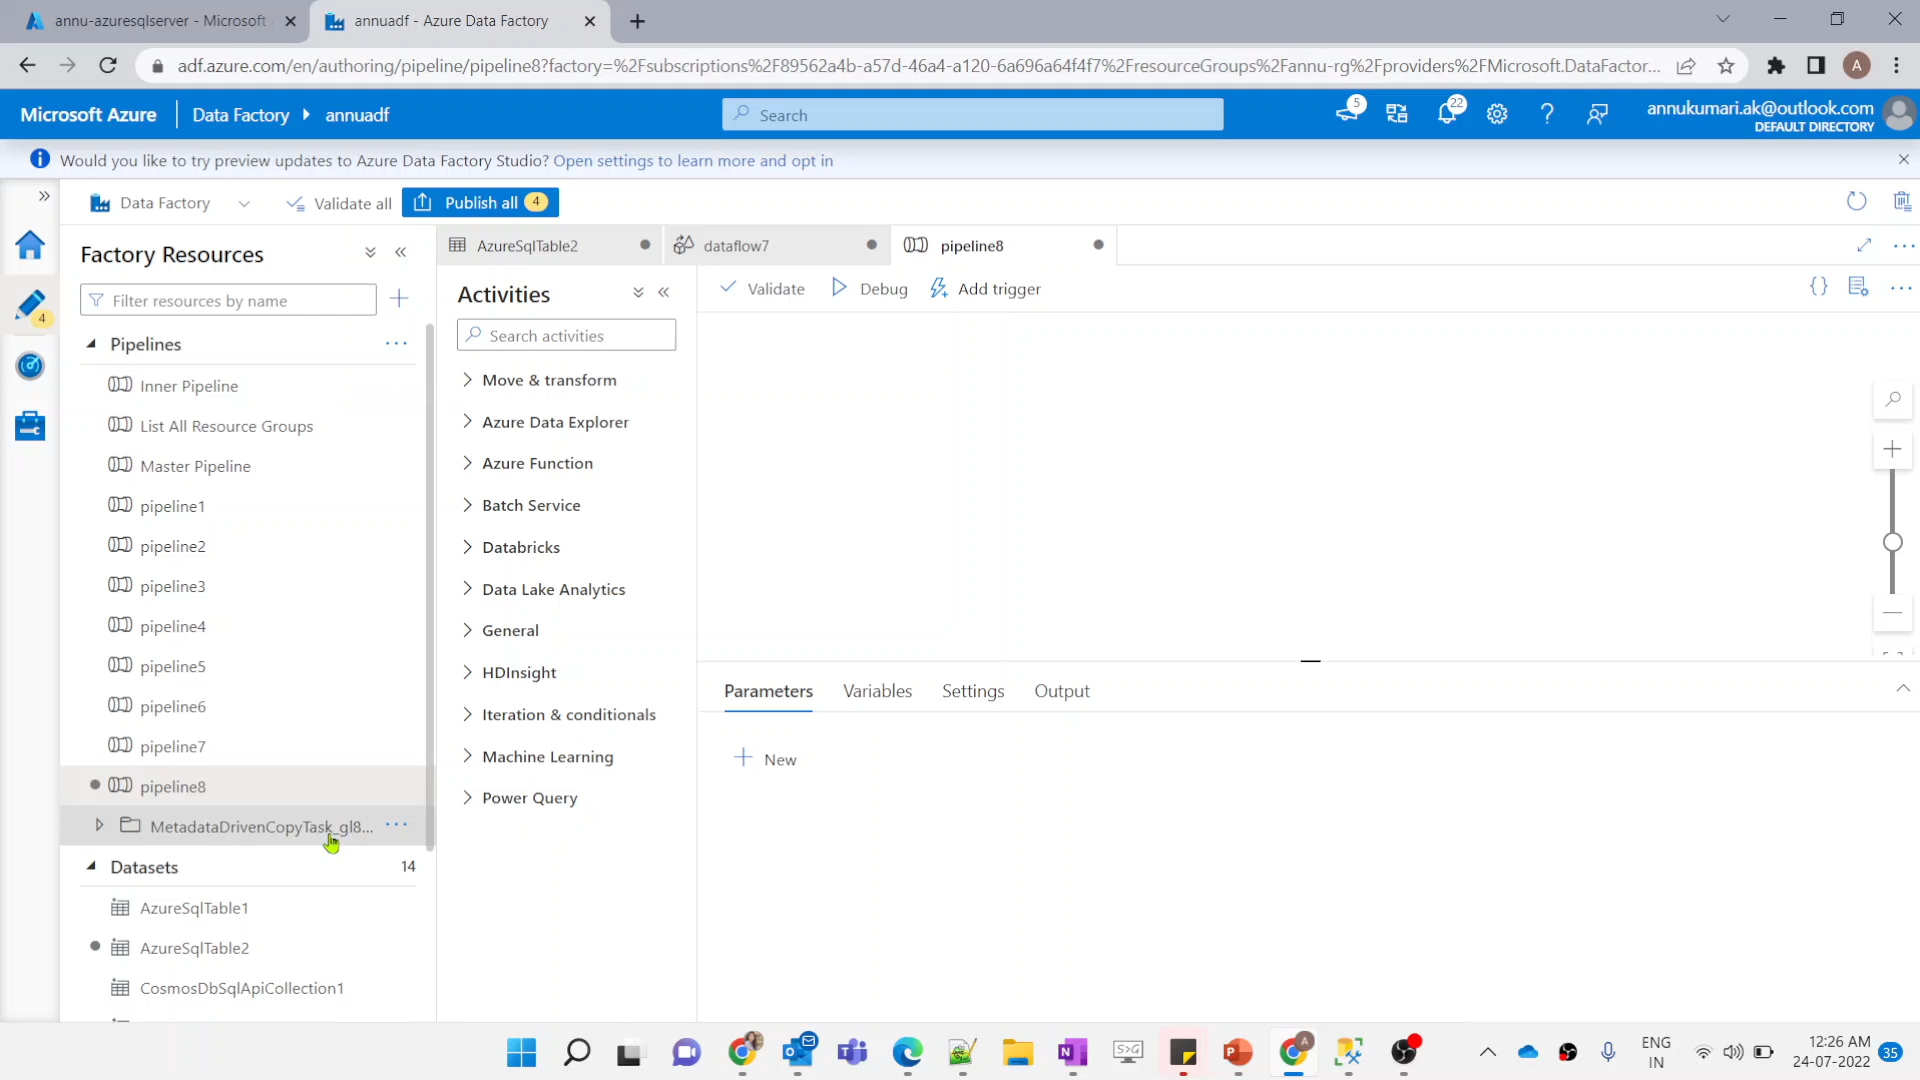 annu-azuresqlserver - Microsoft
annuadf - Azure Data Factory
adf.azure.com/en/authoring/pipeline/pipeline8?factory=%2Fsubscriptions%2F89562a4b-a57d-46a4-a120-6a696a64f4f7%2FresourceGroups%2Fannu-rg%2Fproviders%2FMicrosoft.DataFactor...
A
Microsoft Azure
Data Factory
annuadf
Search
5
22
annukumari.ak@outlook.com
DEFAULT DIRECTORY
Would you like to try preview updates to Azure Data Factory Studio? Open settings to learn more and opt in
Data Factory
Validate all
Publish all 4
Factory Resources
Filter resources by name
4
Pipelines
Inner Pipeline
List All Resource Groups
Master Pipeline
pipeline1
pipeline2
pipeline3
pipeline4
pipeline5
pipeline6
pipeline7
pipeline8
MetadataDrivenCopyTask_gl8...
Datasets 14
AzureSqlTable1
AzureSqlTable2
CosmosDbSqlApiCollection1
AzureSqlTable2
dataflow7
pipeline8
Activities
Search activities
Move & transform
Azure Data Explorer
Azure Function
Batch Service
Databricks
Data Lake Analytics
General
HDInsight
Iteration & conditionals
Machine Learning
Power Query
Validate
Debug
Add trigger
Parameters
Variables
Settings
Output
New
ENG
IN
12:26 AM
24-07-2022
35